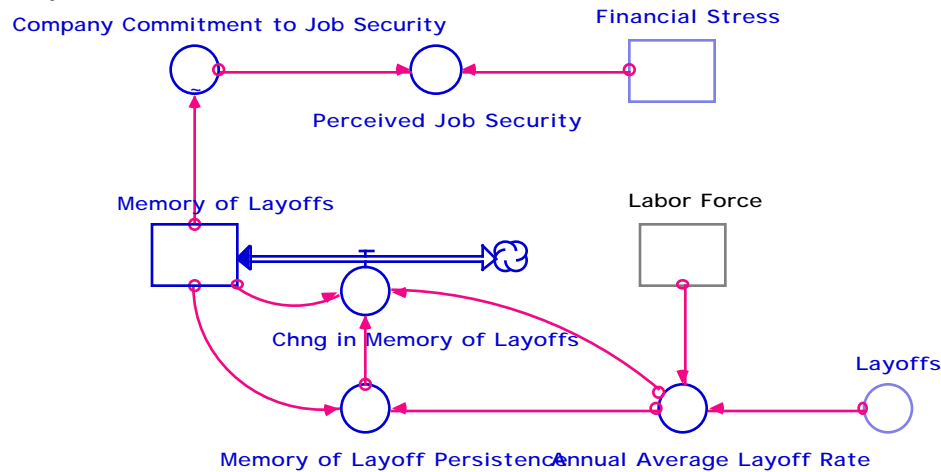 Financial Stress
Company Commitment to Job Security
~
Perceived Job Security
Memory of Layoffs
Labor Force
Chng in Memory of Layoffs
Layoffs
Memory of Layoff Persistence
Annual Average Layoff Rate